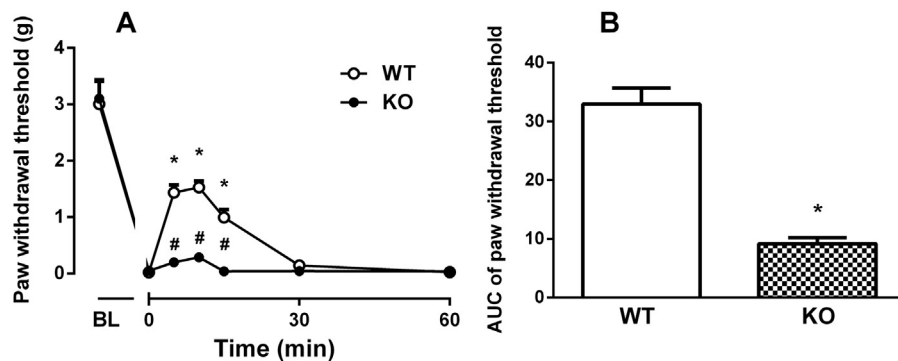 A
Paw withdrawal threshold (g)
4
3
2
1
0
WT
KO
* * *
# # #
BL 0 30 60
Time (min)
B
AUC of paw withdrawal threshold
40
30
20
10
0
*
WT KO